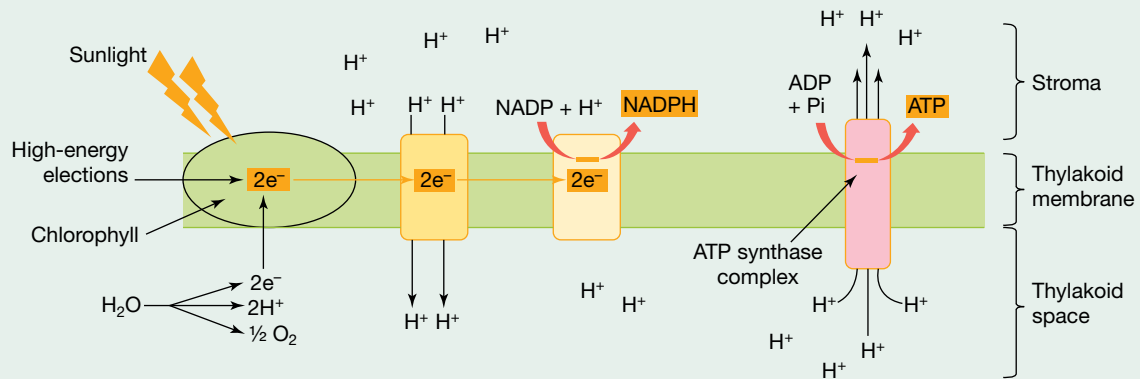 Sunlight
High-energy
elections
Chlorophyll
H₂O
2e⁻
2H⁺
½ O₂
2e⁻
H⁺
H⁺
H⁺
H⁺
H⁺ H⁺
2e⁻
H⁺ H⁺
NADP + H⁺
NADPH
2e⁻
H⁺
H⁺
H⁺ H⁺
H⁺
ADP
+ Pi
ATP
ATP synthase
complex
H⁺
H⁺
H⁺
H⁺
H⁺
Stroma
Thylakoid
membrane
Thylakoid
space